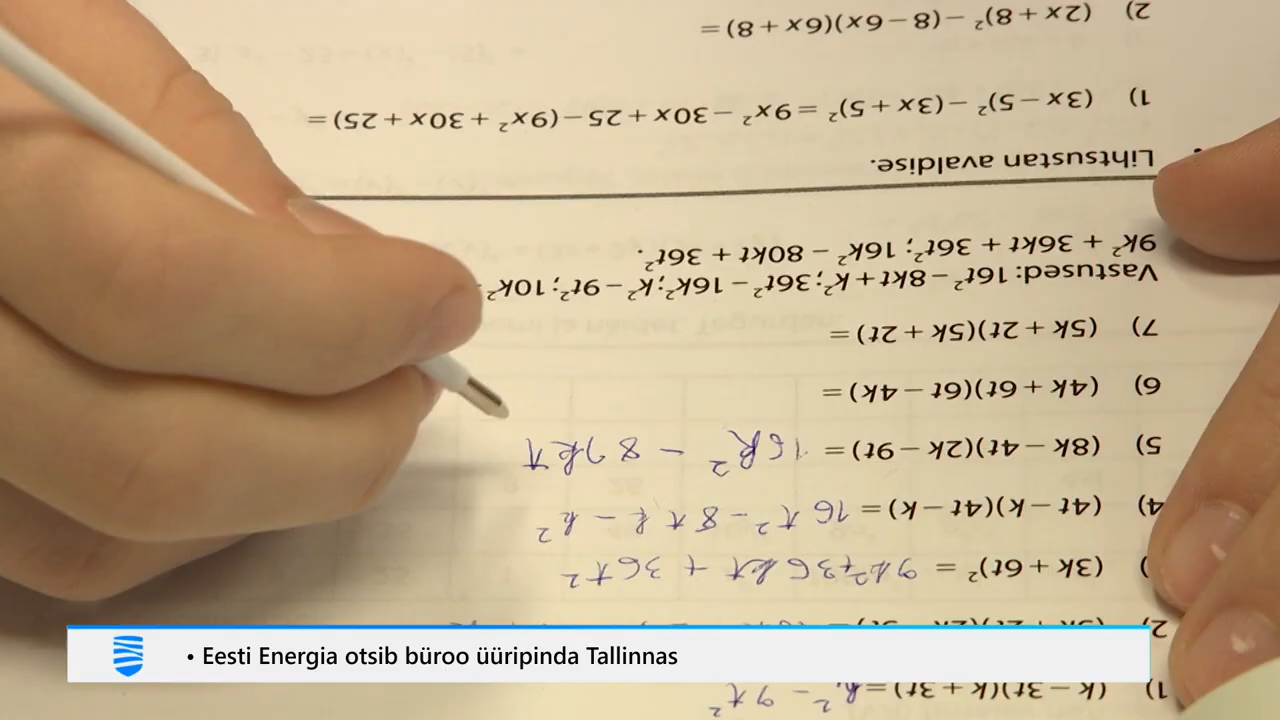 1) (k − 3t)(k + 3t) = k² − 9t²
2)
) (3k + 6t)² = 9k²+36kt + 36t²
4) (4t − k)(4t − k) = 16t² − 8tk − k²
5) (8k − 4t)(2k − 9t) = 16k² − 8 kt
6) (4k + 6t)(6t − 4k) =
7) (5k + 2t)(5k + 2t) =
Vastused: 16t² − 8kt + k²; 36t² − 16k²; k² − 9t²; 10k²
9k² + 36kt + 36t²; 16k² − 80kt + 36t².
Lihtsustan avaldise.
1) (3x − 5)² − (3x + 5)² = 9x² − 30x + 25 − (9x² + 30x + 25) =
2) (2x + 8)² − (8 − 6x)(6x + 8) =
• Eesti Energia otsib büroo üüripinda Tallinnas